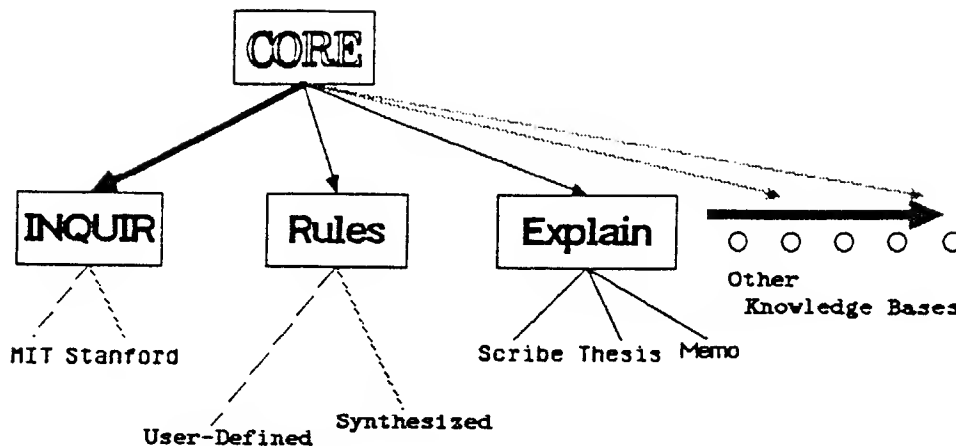 CORE
INQUIR
Rules
Explain
Other
Knowledge Bases
MIT Stanford
Scribe Thesis Memo
User-Defined
Synthesized